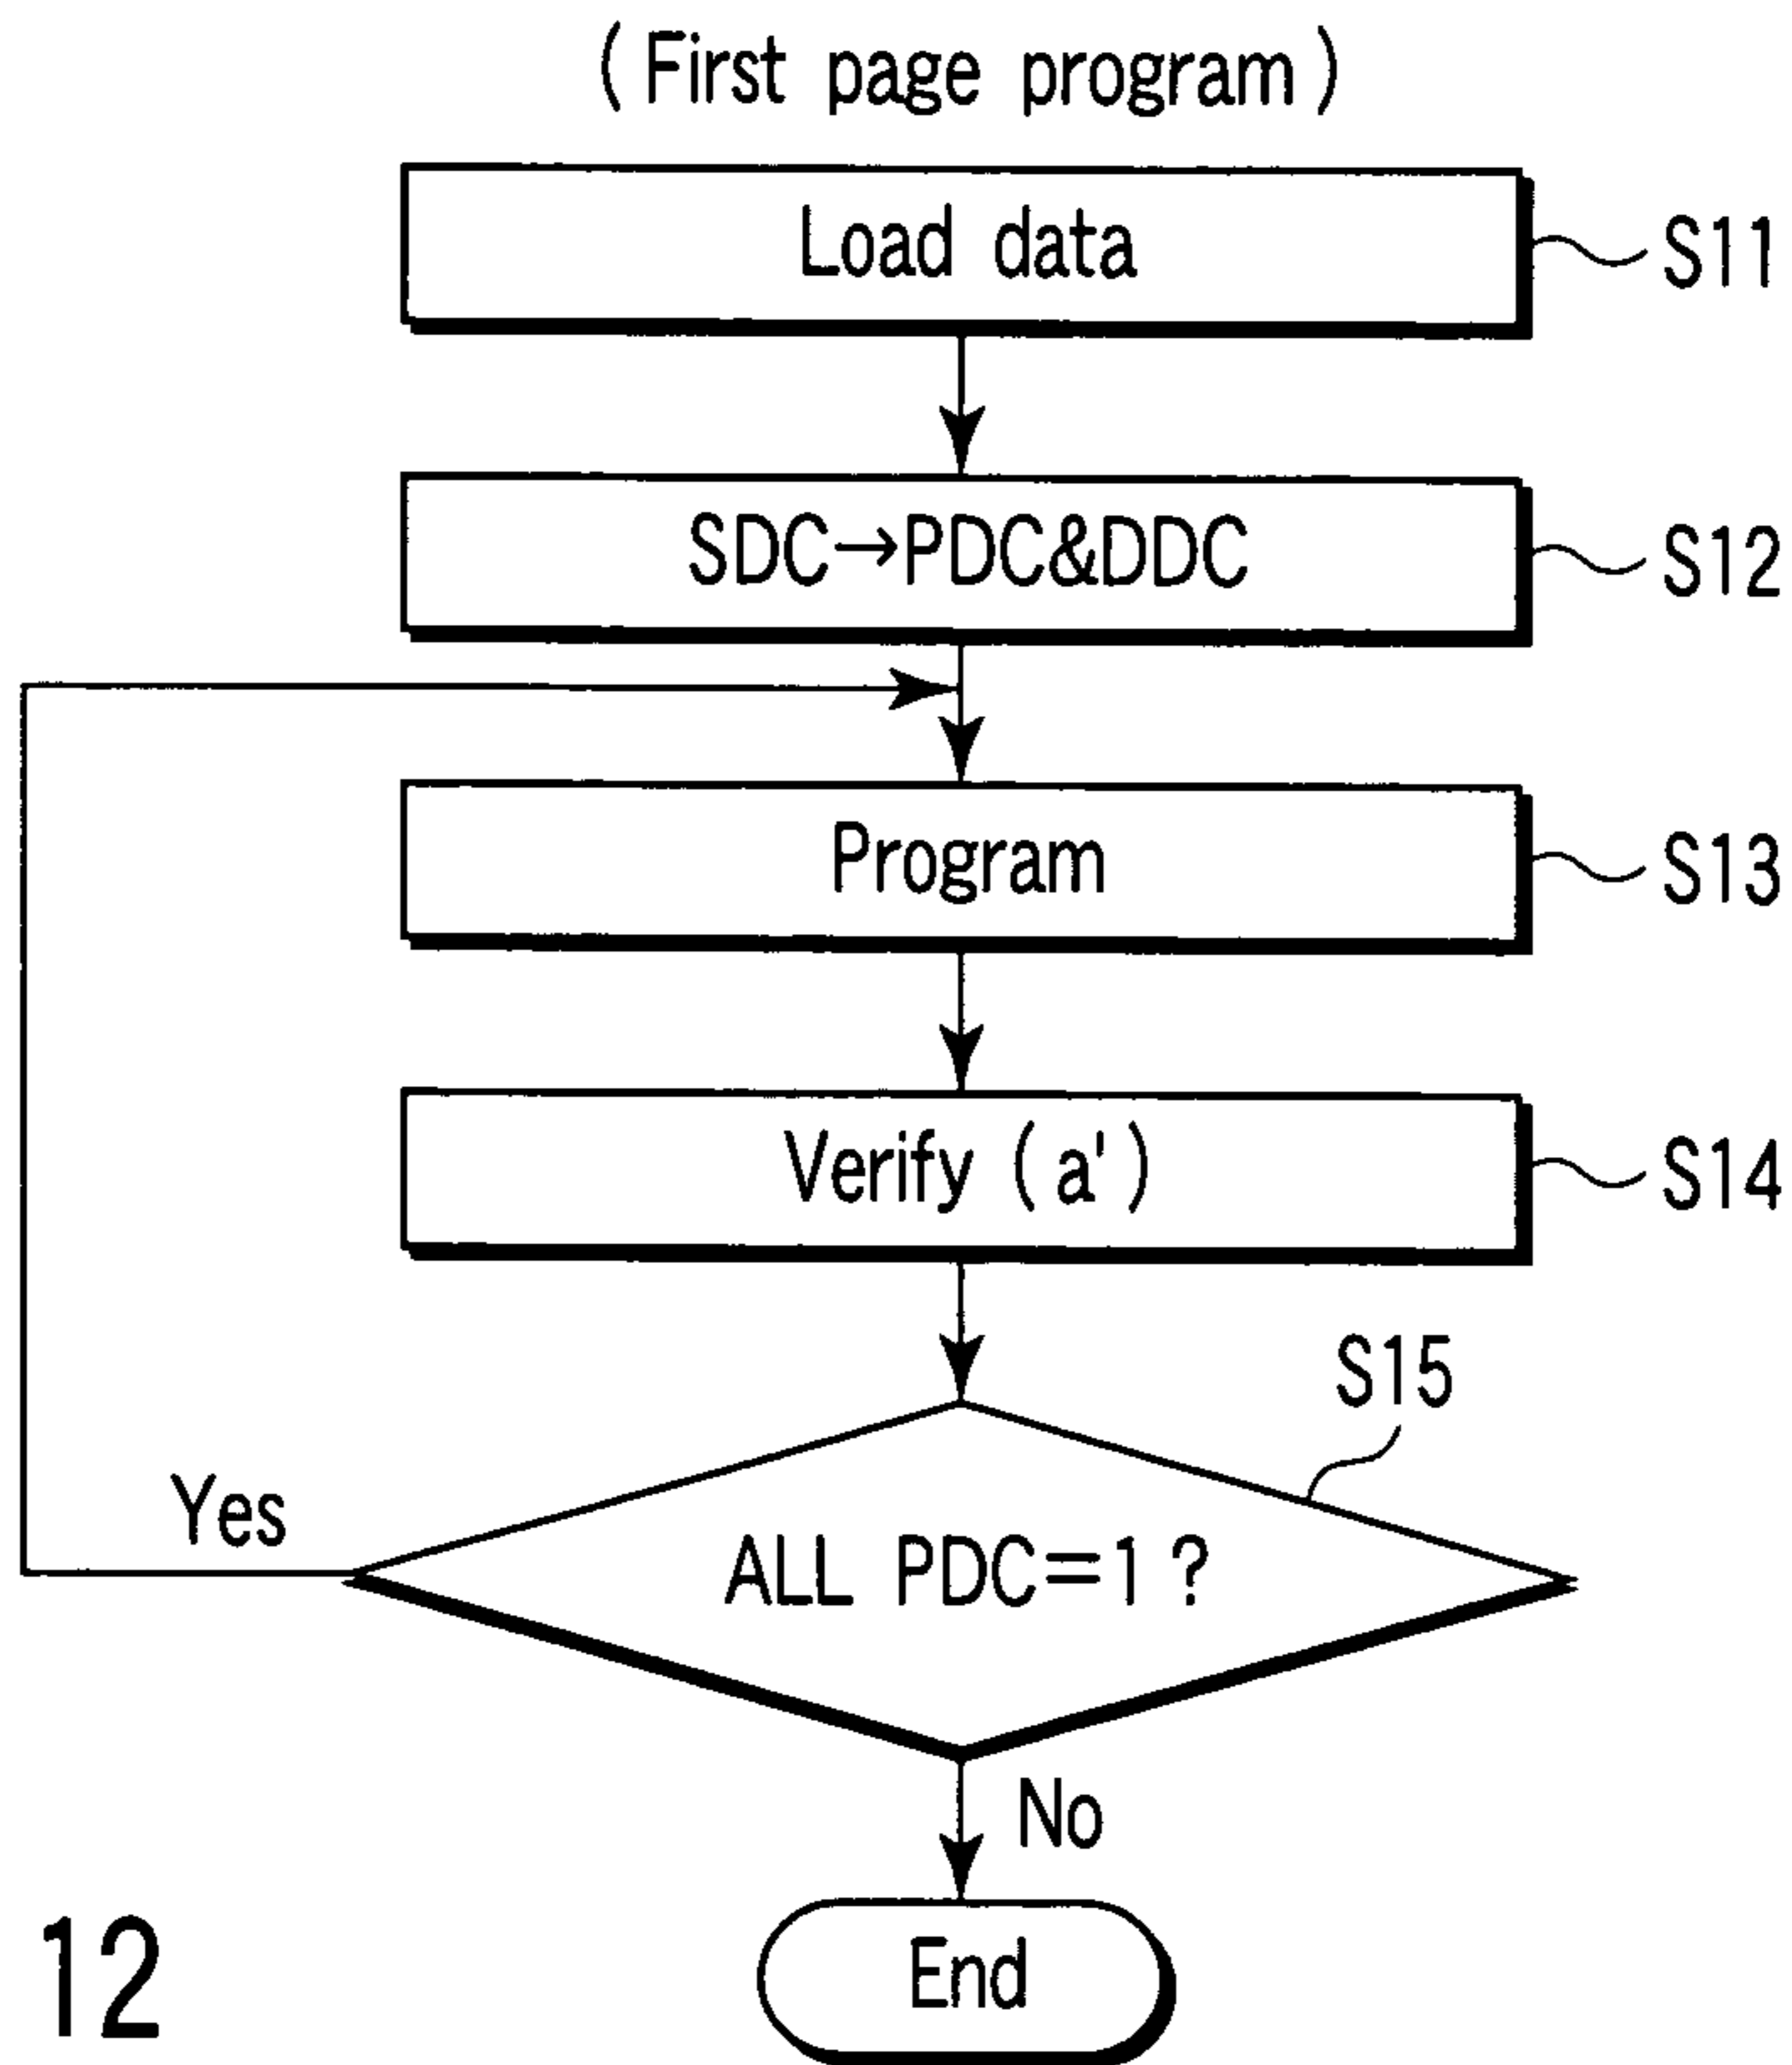 (First page program)
Load data
S11
SDC→PDC&DDC
S12
Program
S13
Verify (a')
S14
S15
Yes
ALL PDC=1 ?
No
End
12